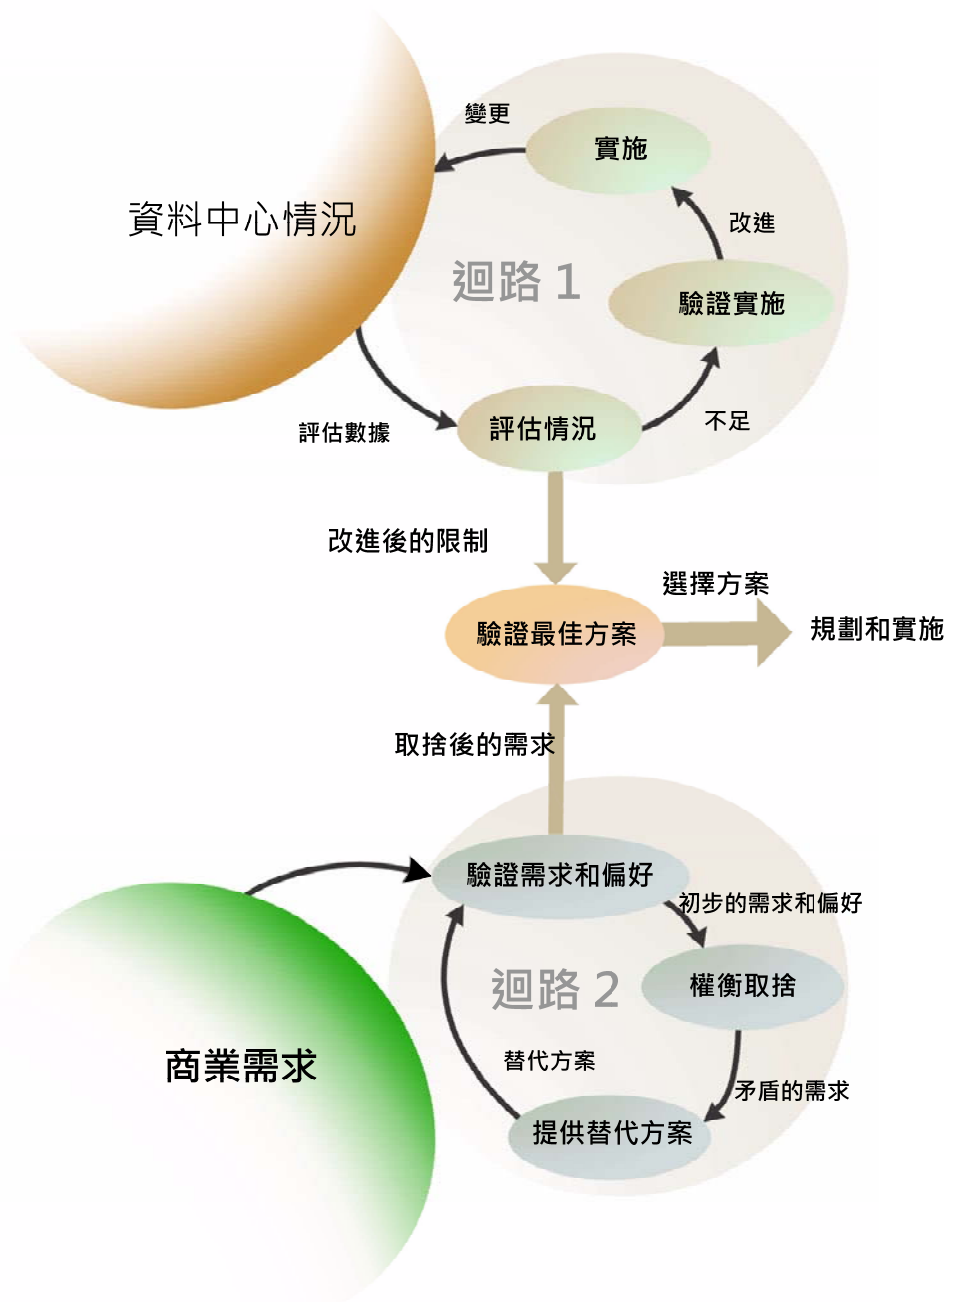 變更
實施
資料中心情況
改進
迴路 1
驗證實施
評估數據
評估情況
不足
改進後的限制
選擇方案
驗證最佳方案
規劃和實施
取捨後的需求
驗證需求和偏好
初步的需求和偏好
迴路 2
權衡取捨
商業需求
替代方案
矛盾的需求
提供替代方案